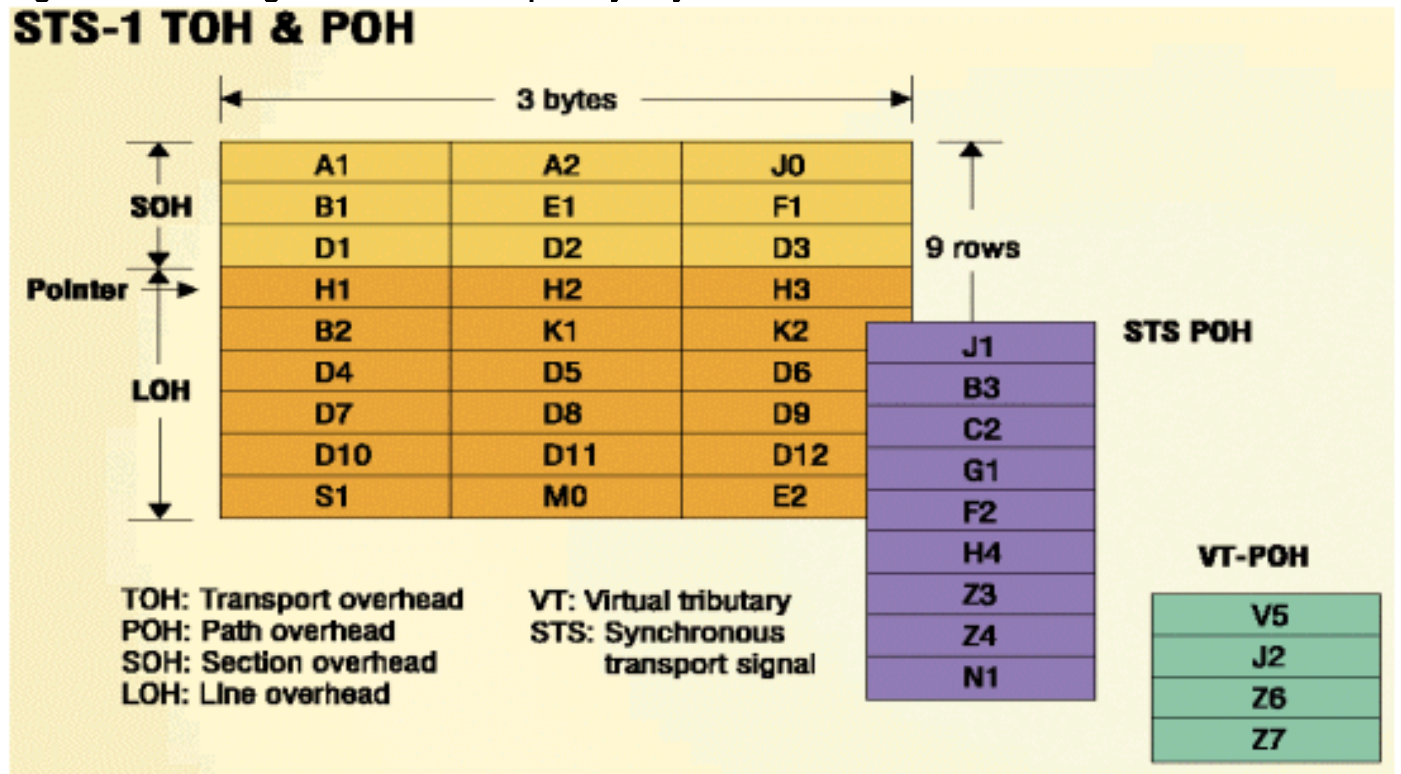 STS-1 TOH & POH
3 bytes
A1 A2 J0
SOH B1 E1 F1
D1 D2 D3 9 rows
Pointer H1 H2 H3
B2 K1 K2
J1 STS POH
D4 D5 D6
LOH B3
D7 D8 D9
C2
D10 D11 D12
G1
S1 M0 E2
F2
H4 VT-POH
TOH: Transport overhead VT: Virtual tributary Z3
V5
POH: Path overhead STS: Synchronous Z4
SOH: Section overhead transport signal J2
N1
LOH: Line overhead Z6
Z7